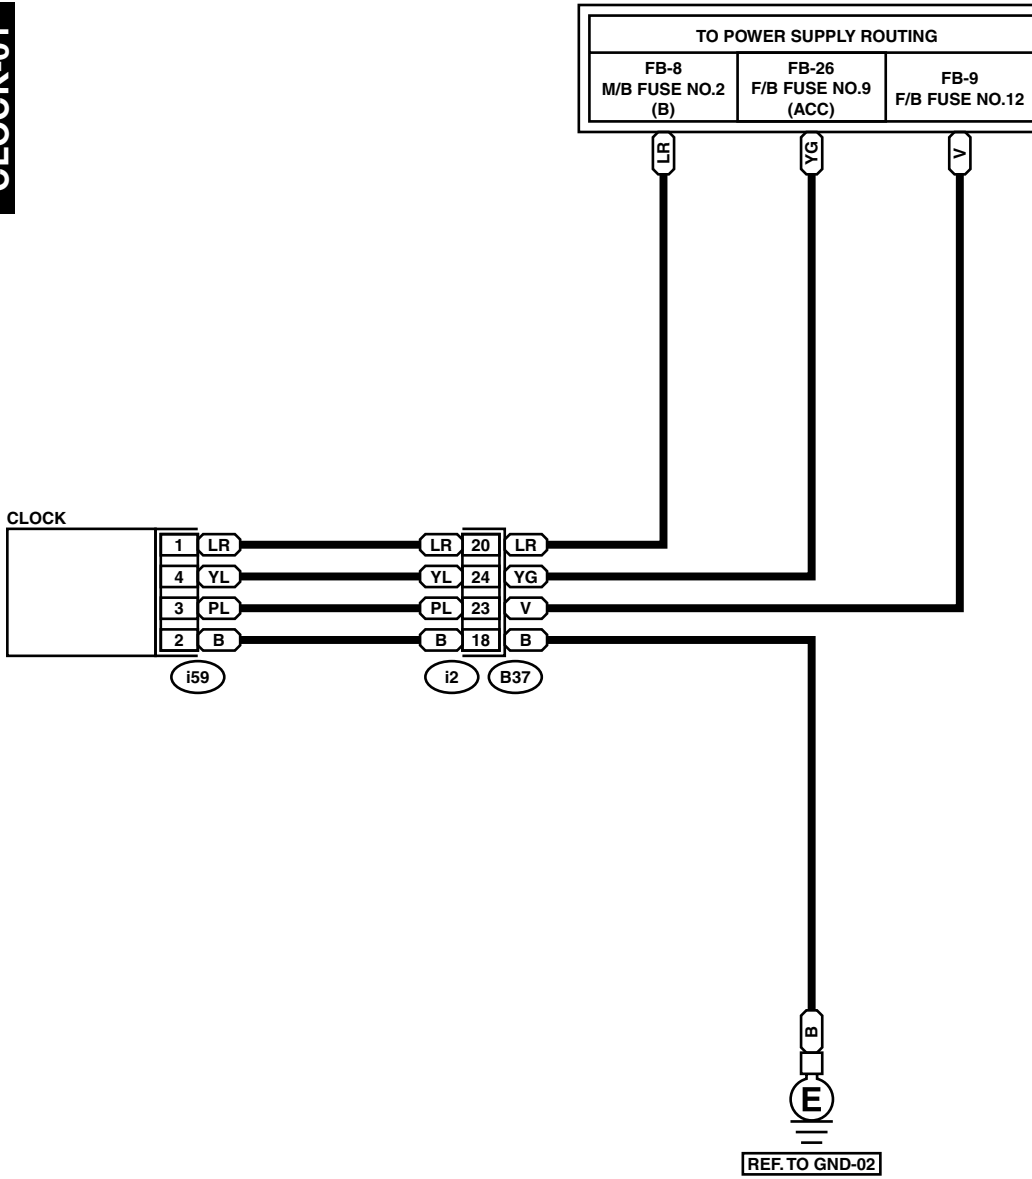 TO POWER SUPPLY ROUTING
FB-8
M/B FUSE NO.2
(B)
FB-26
F/B FUSE NO.9
(ACC)
FB-9
F/B FUSE NO.12
LR
YG
V
CLOCK
1 LR LR 20 LR
4 YL YL 24 YG
3 PL PL 23 V
2 B B 18 B
i59 i2 B37
B
E
REF. TO GND-02